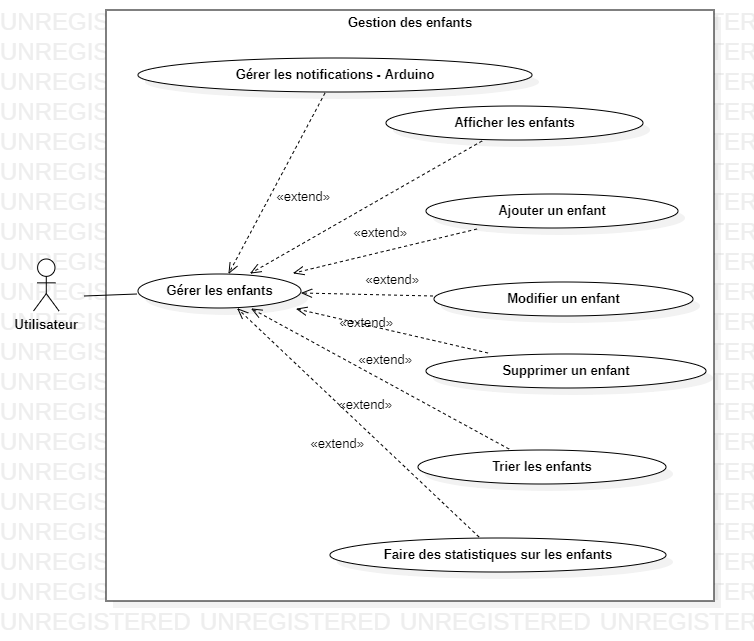 Gestion des enfants
Gérer les notifications - Arduino
Afficher les enfants
«extend»
Ajouter un enfant
«extend»
«extend»
Gérer les enfants
Modifier un enfant
Utilisateur
«extend»
«extend»
Supprimer un enfant
«extend»
«extend»
Trier les enfants
Faire des statistiques sur les enfants
UNREGISTERED UNREGISTERED UNREGISTERED UNREGISTERED